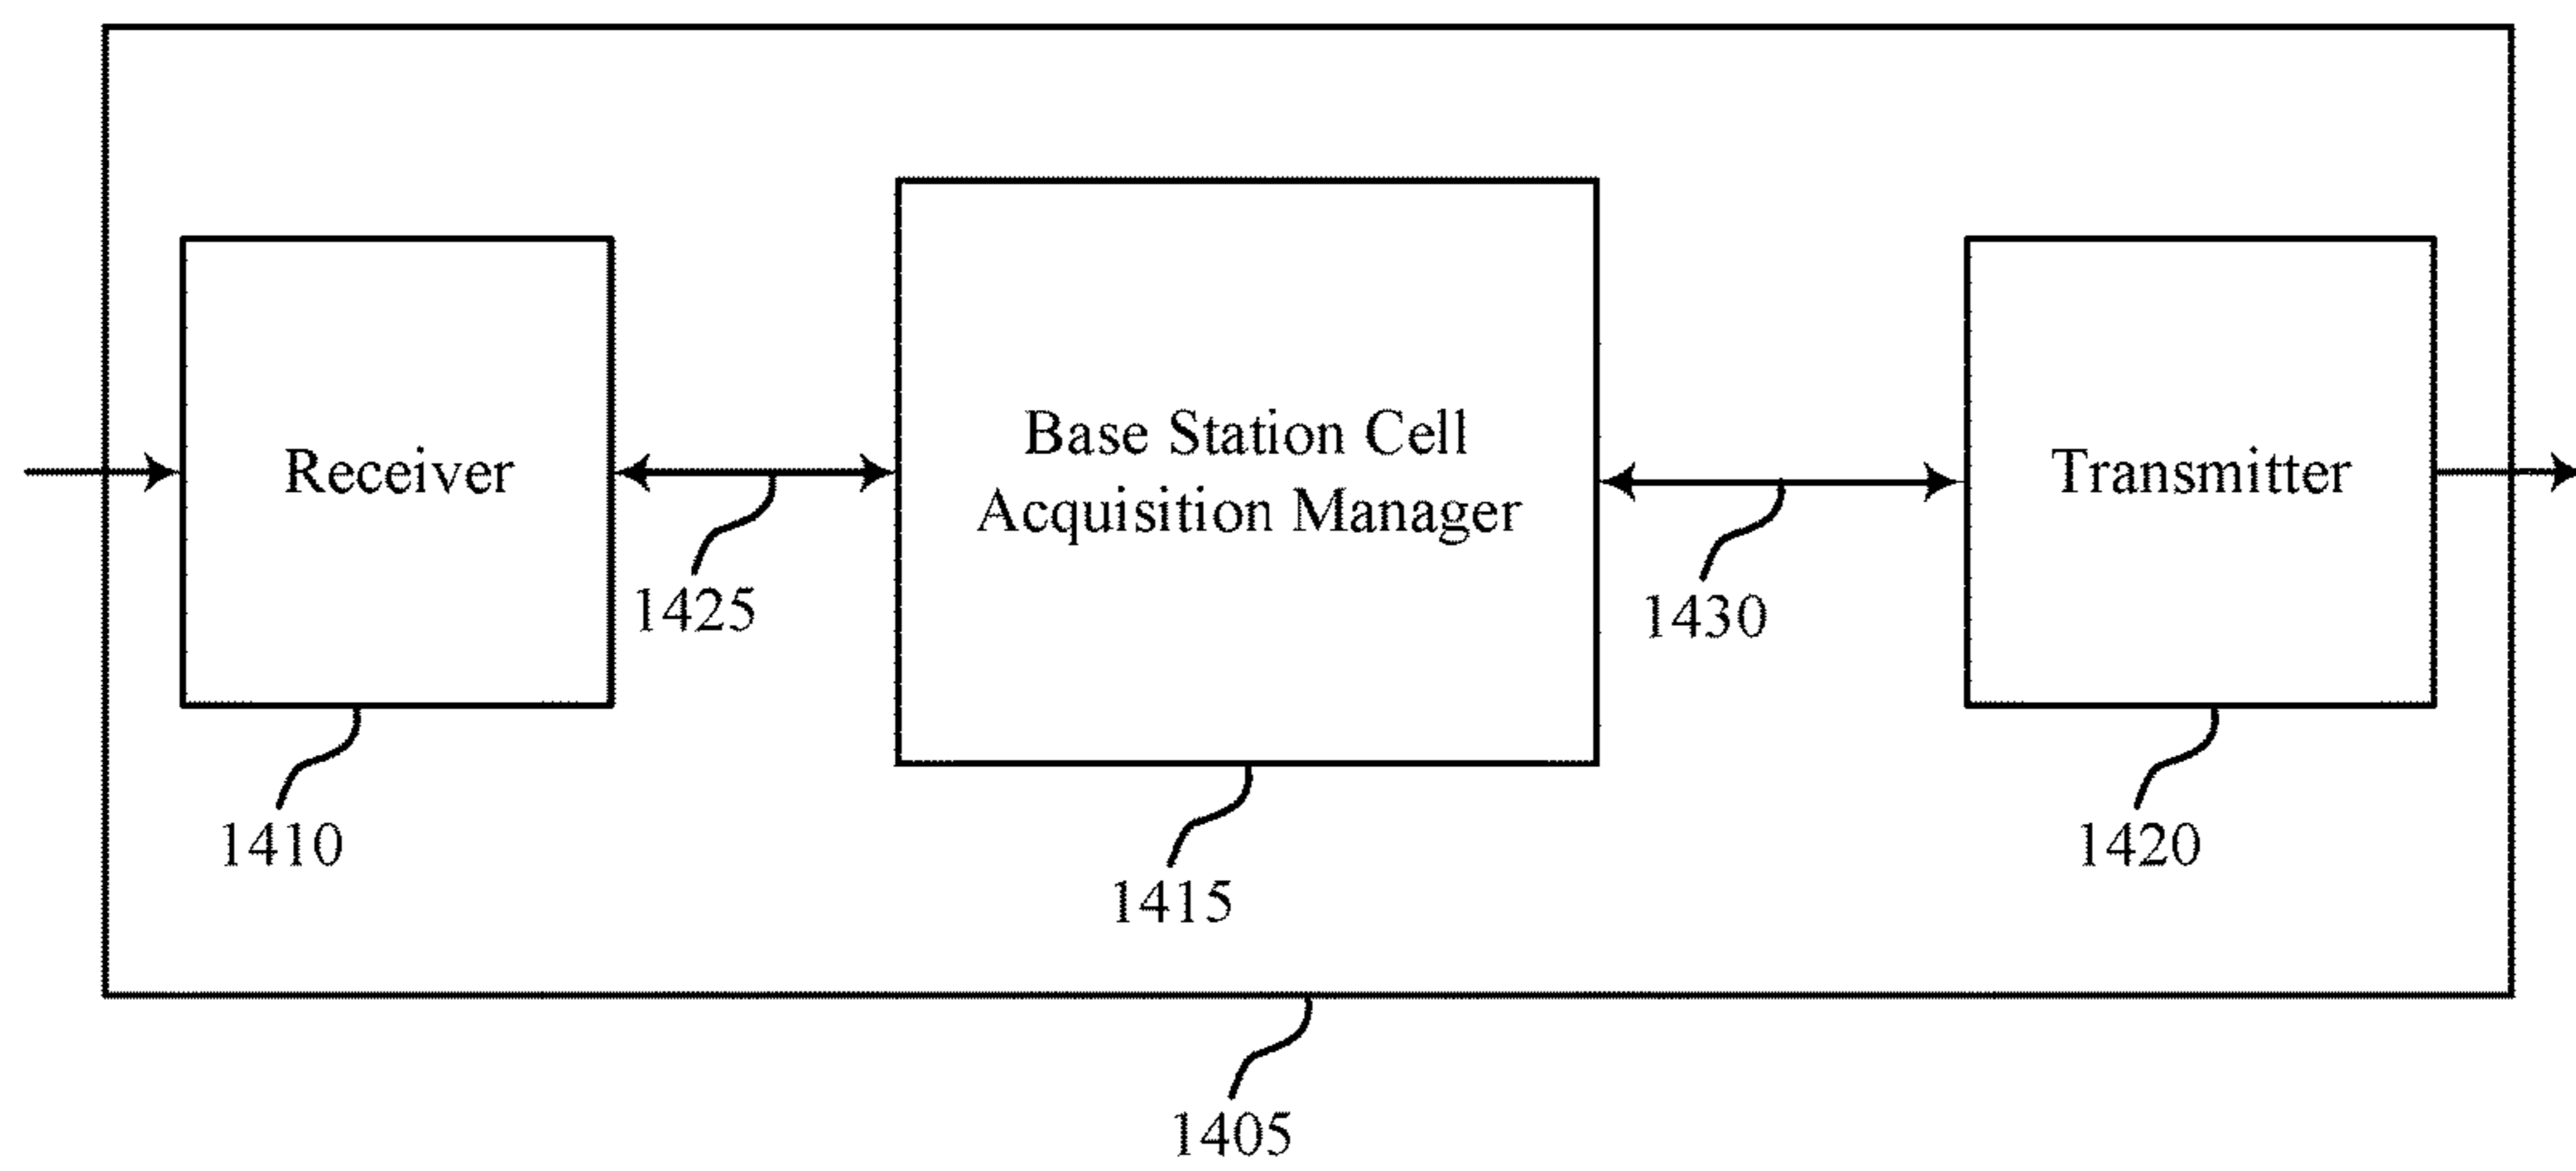 Receiver
Base Station Cell
Acquisition Manager
Transmitter
1425
1430
1410
1415
1420
1405